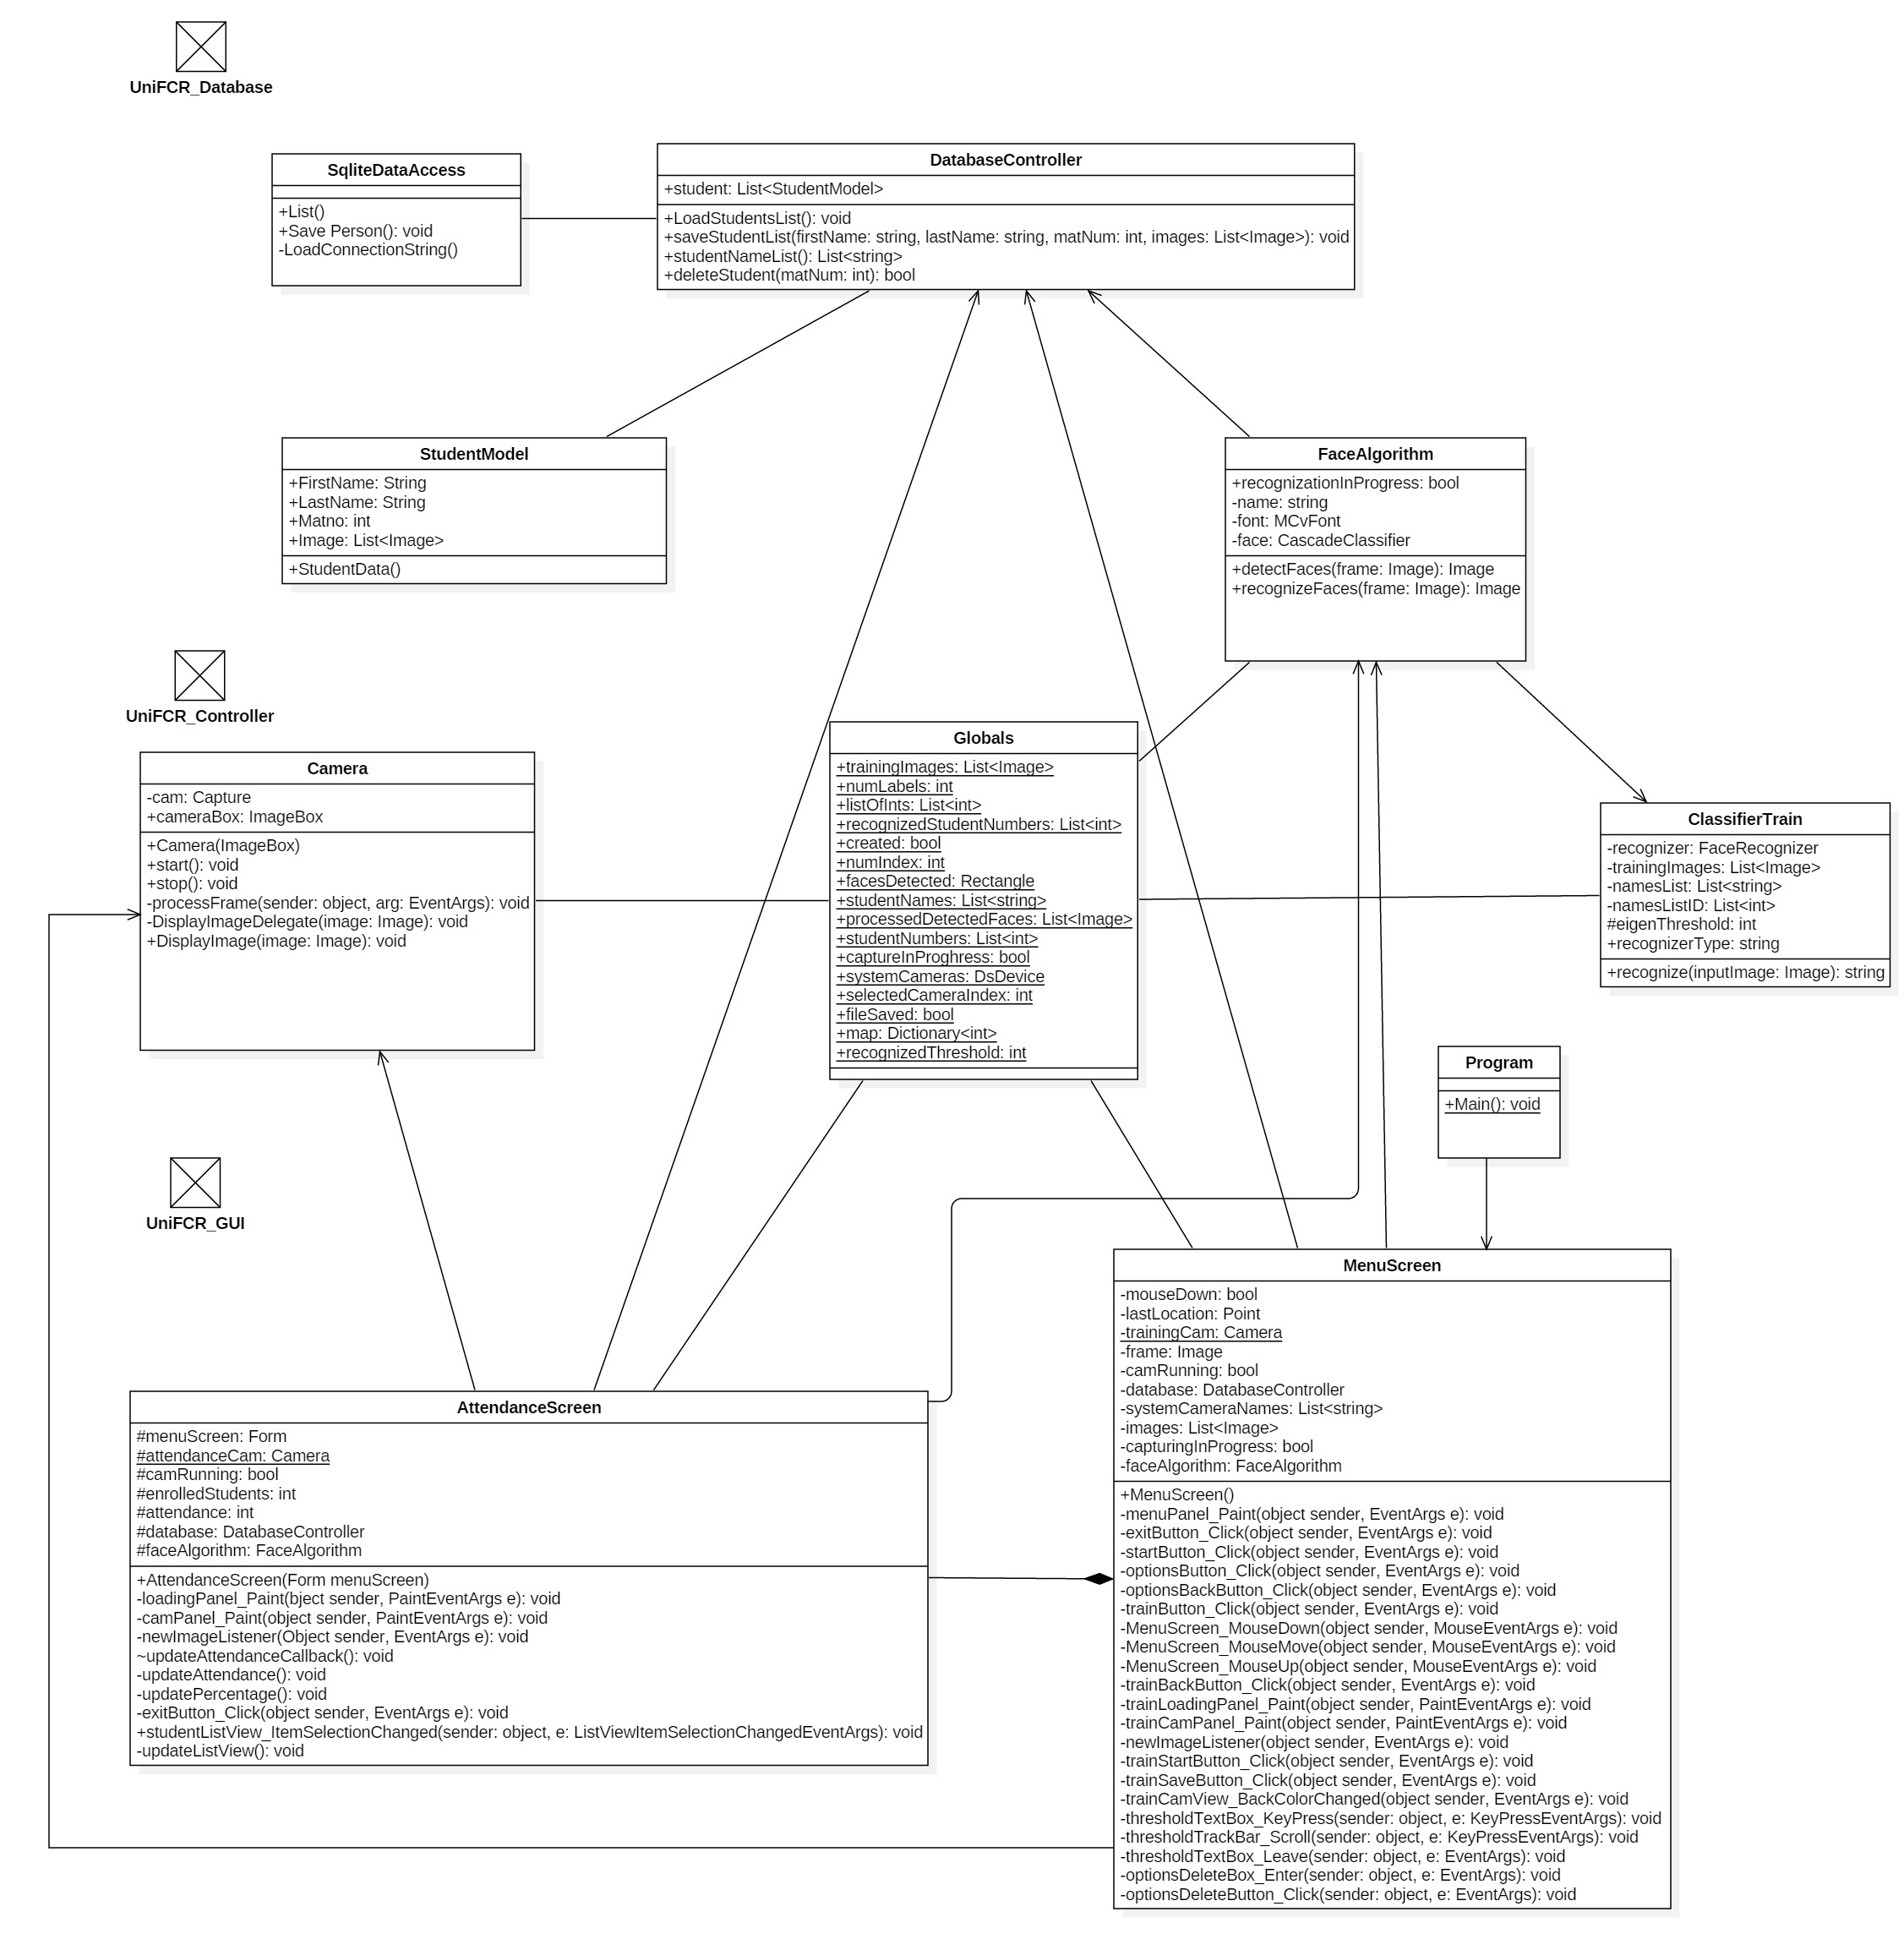 UniFCR_Database
SqliteDataAccess
+List()
+Save Person(): void
-LoadConnectionString()
DatabaseController
+student: List<StudentModel>
+LoadStudentsList(): void
+saveStudentList(firstName: string, lastName: string, matNum: int, images: List<Image>): void
+studentNameList(): List<string>
+deleteStudent(matNum: int): bool
StudentModel
+FirstName: String
+LastName: String
+Matno: int
+Image: List<Image>
+StudentData()
FaceAlgorithm
+recognizationInProgress: bool
-name: string
-font: MCvFont
-face: CascadeClassifier
+detectFaces(frame: Image): Image
+recognizeFaces(frame: Image): Image
UniFCR_Controller
Camera
-cam: Capture
+cameraBox: ImageBox
+Camera(ImageBox)
+start(): void
+stop(): void
-processFrame(sender: object, arg: EventArgs): void
-DisplayImageDelegate(image: Image): void
+DisplayImage(image: Image): void
Globals
+trainingImages: List<Image>
+numLabels: int
+listOfInts: List<int>
+recognizedStudentNumbers: List<int>
+created: bool
+numIndex: int
+facesDetected: Rectangle
+studentNames: List<string>
+processedDetectedFaces: List<Image>
+studentNumbers: List<int>
+captureInProghress: bool
+systemCameras: DsDevice
+selectedCameraIndex: int
+fileSaved: bool
+map: Dictionary<int>
+recognizedThreshold: int
ClassifierTrain
-recognizer: FaceRecognizer
-trainingImages: List<Image>
-namesList: List<string>
-namesListID: List<int>
#eigenThreshold: int
+recognizerType: string
+recognize(inputImage: Image): string
Program
+Main(): void
UniFCR_GUI
AttendanceScreen
#menuScreen: Form
#attendanceCam: Camera
#camRunning: bool
#enrolledStudents: int
#attendance: int
#database: DatabaseController
#faceAlgorithm: FaceAlgorithm
+AttendanceScreen(Form menuScreen)
-loadingPanel_Paint(bject sender, PaintEventArgs e): void
-camPanel_Paint(object sender, PaintEventArgs e): void
-newImageListener(Object sender, EventArgs e): void
~updateAttendanceCallback(): void
-updateAttendance(): void
-updatePercentage(): void
-exitButton_Click(object sender, EventArgs e): void
+studentListView_ItemSelectionChanged(sender: object, e: ListViewItemSelectionChangedEventArgs): void
-updateListView(): void
MenuScreen
-mouseDown: bool
-lastLocation: Point
-trainingCam: Camera
-frame: Image
-camRunning: bool
-database: DatabaseController
-systemCameraNames: List<string>
-images: List<Image>
-capturingInProgress: bool
-faceAlgorithm: FaceAlgorithm
+MenuScreen()
-menuPanel_Paint(object sender, EventArgs e): void
-exitButton_Click(object sender, EventArgs e): void
-startButton_Click(object sender, EventArgs e): void
-optionsButton_Click(object sender, EventArgs e): void
-optionsBackButton_Click(object sender, EventArgs e): void
-trainButton_Click(object sender, EventArgs e): void
-MenuScreen_MouseDown(object sender, MouseEventArgs e): void
-MenuScreen_MouseMove(object sender, MouseEventArgs e): void
-MenuScreen_MouseUp(object sender, MouseEventArgs e): void
-trainBackButton_Click(object sender, EventArgs e): void
-trainLoadingPanel_Paint(object sender, PaintEventArgs e): void
-trainCamPanel_Paint(object sender, PaintEventArgs e): void
-newImageListener(object sender, EventArgs e): void
-trainStartButton_Click(object sender, EventArgs e): void
-trainSaveButton_Click(object sender, EventArgs e): void
-trainCamView_BackColorChanged(object sender, EventArgs e): void
-thresholdTextBox_KeyPress(sender: object, e: KeyPressEventArgs): void
-thresholdTrackBar_Scroll(sender: object, e: KeyPressEventArgs): void
-thresholdTextBox_Leave(sender: object, e: EventArgs): void
-optionsDeleteBox_Enter(sender: object, e: EventArgs): void
-optionsDeleteButton_Click(sender: object, e: EventArgs): void